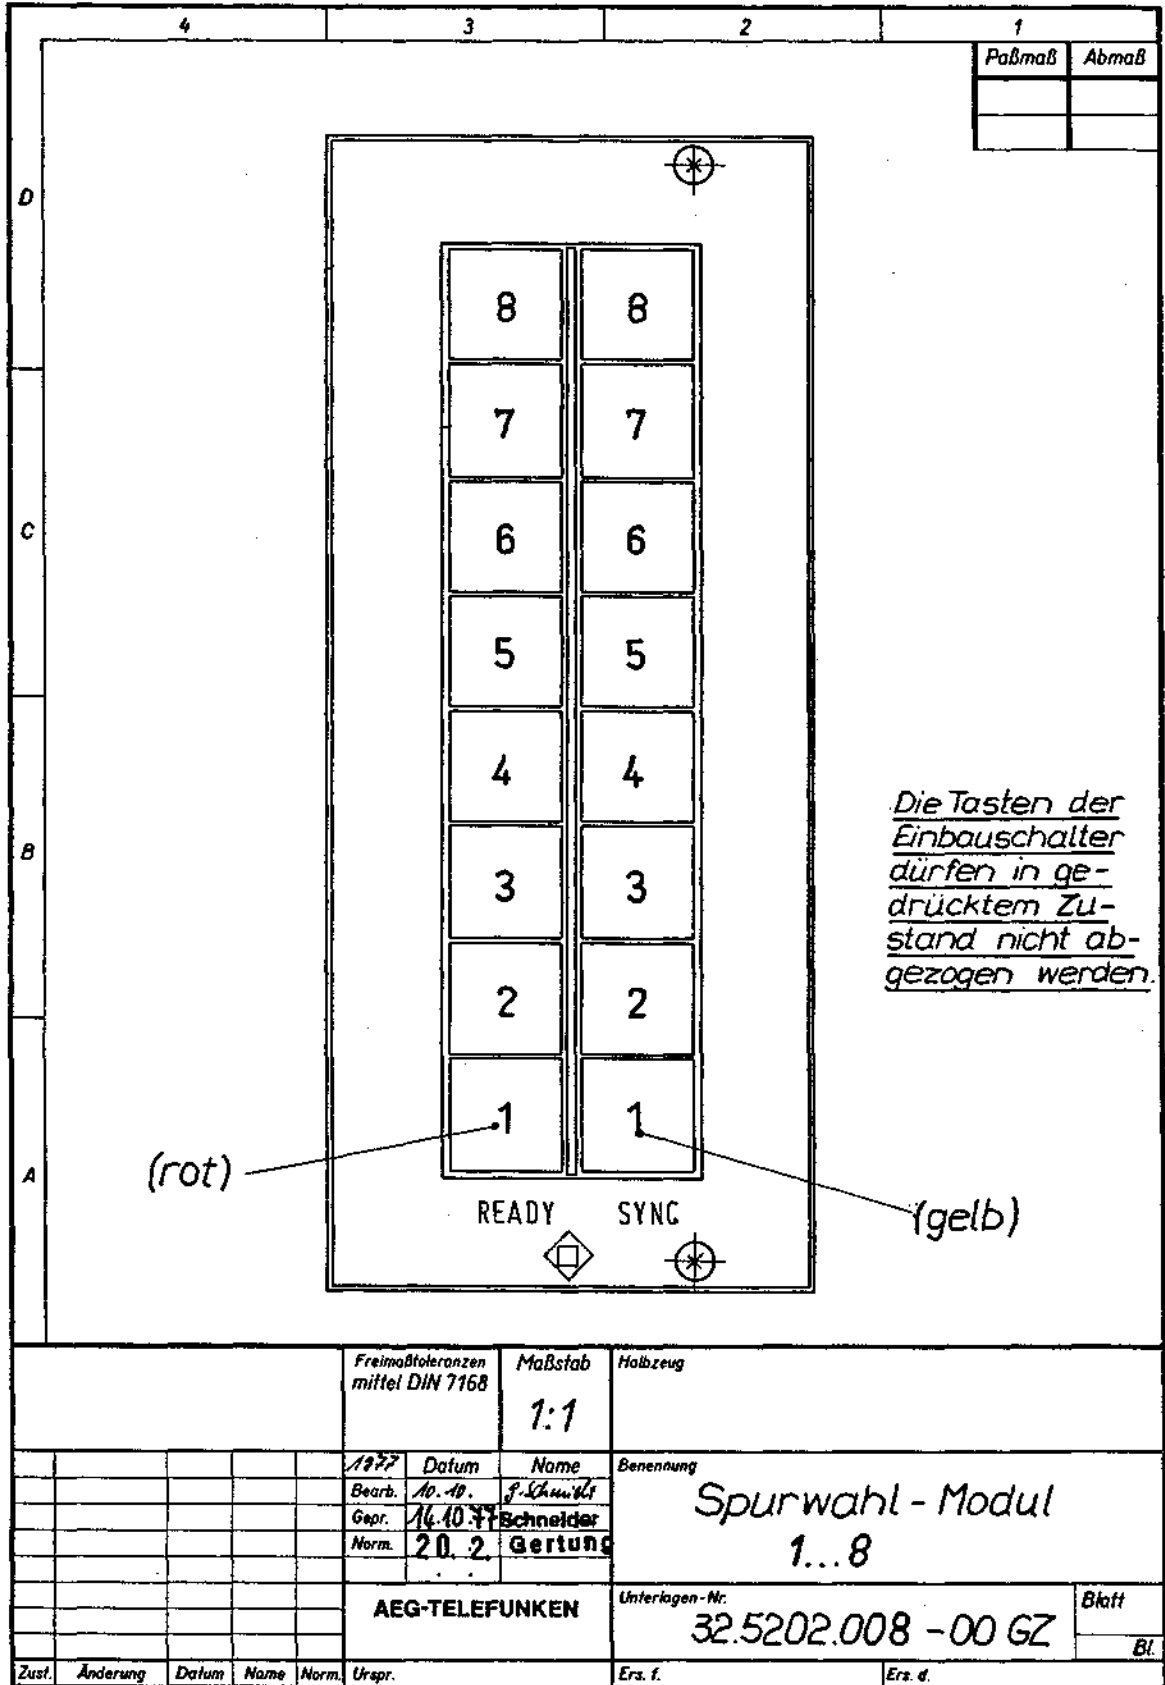 4 3 2 1
Paßmaß Abmaß
D
C
B
A
8 8
7 7
6 6
5 5
4 4
3 3
2 2
1 1
(rot)
(gelb)
READY SYNC
Die Tasten der
Einbauschalter
dürfen in ge-
drücktem Zu-
stand nicht ab-
gezogen werden.
Freimaßtoleranzen
mittel DIN 7168
Maßstab
1:1
Halbzeug
1977 Datum Name
Bearb. 10.10. g. Schmidt
Gepr. 14.10.77 Schneider
Norm. 20.2. Gertung
Benennung
Spurwahl - Modul
1...8
AEG-TELEFUNKEN
Unterlagen-Nr.
32.5202.008 -00 GZ
Blatt
Bl.
Zust. Änderung Datum Name Norm. Urspr. Ers. f. Ers. d.